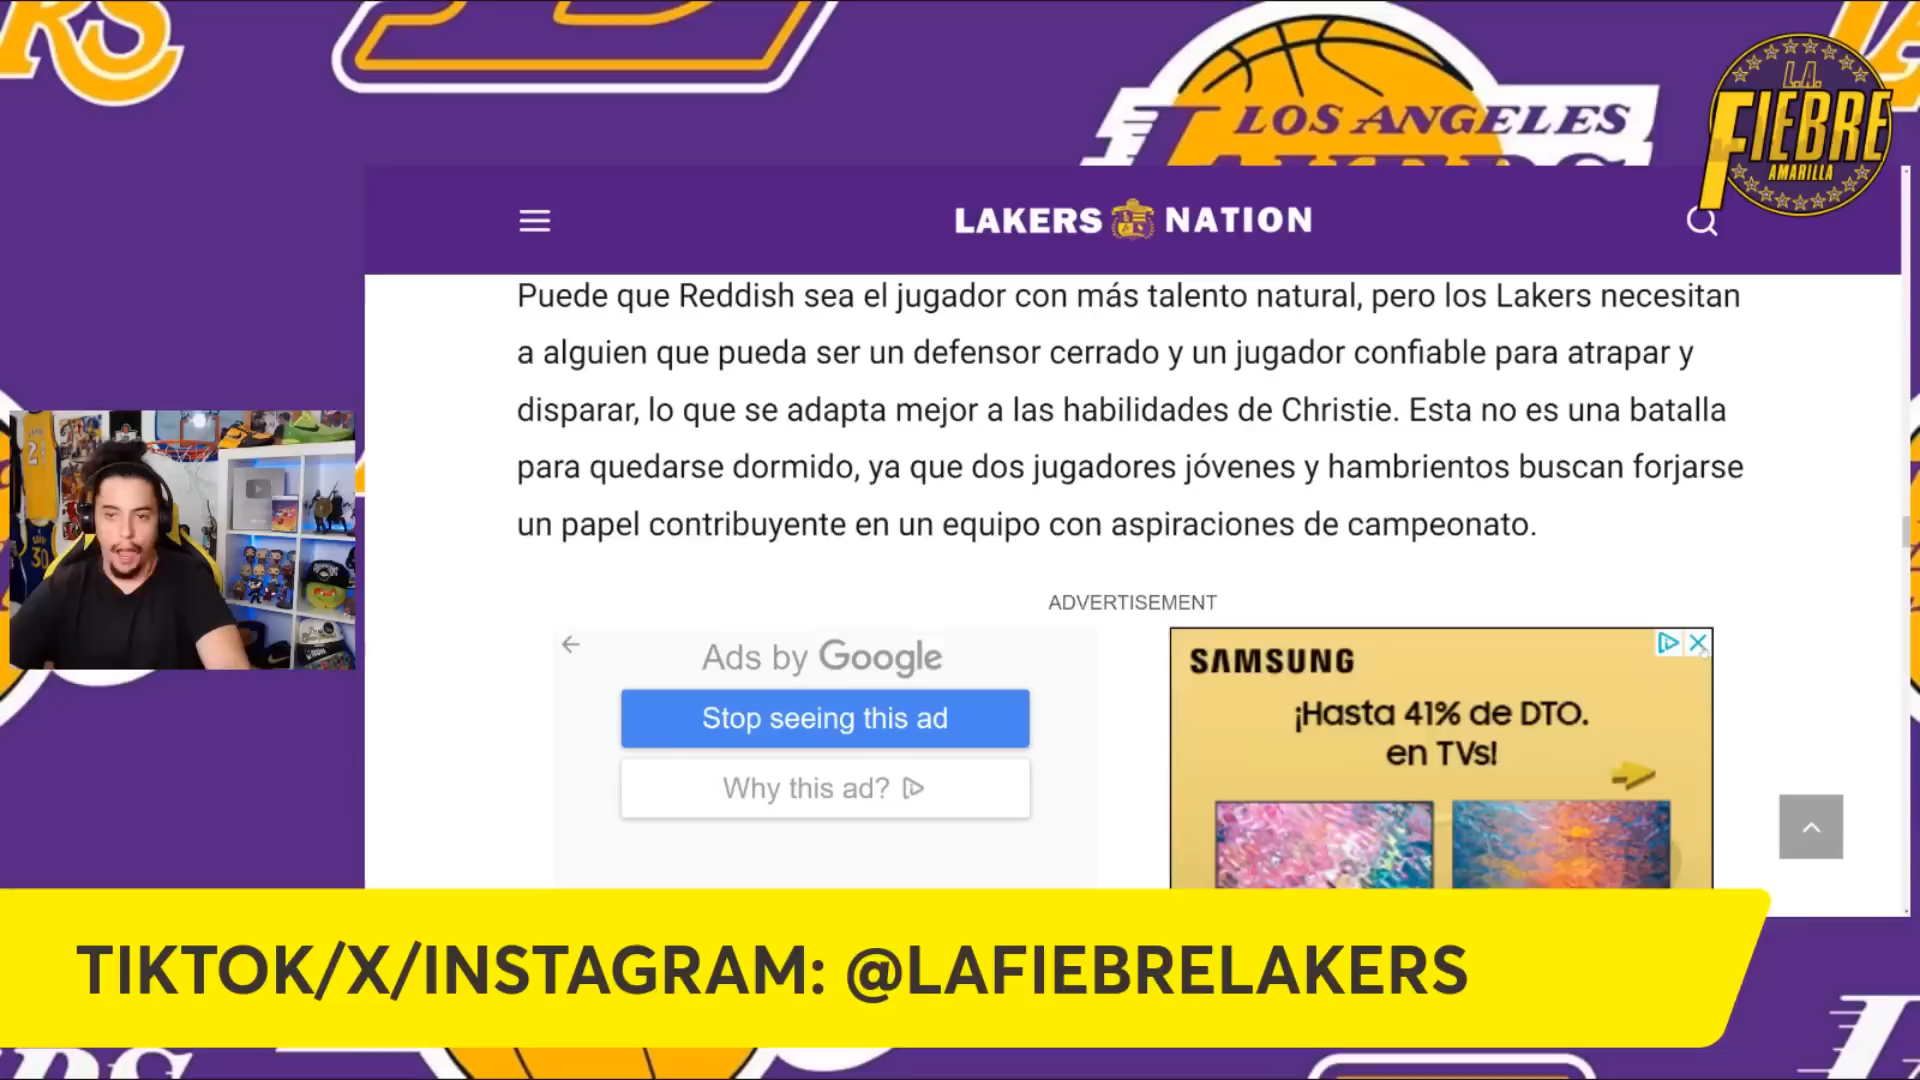 LOS ANGELES
L.A.
FIEBRE
AMARILLA
LAKERS NATION
Puede que Reddish sea el jugador con más talento natural, pero los Lakers necesitan
a alguien que pueda ser un defensor cerrado y un jugador confiable para atrapar y
disparar, lo que se adapta mejor a las habilidades de Christie. Esta no es una batalla
para quedarse dormido, ya que dos jugadores jóvenes y hambrientos buscan forjarse
un papel contribuyente en un equipo con aspiraciones de campeonato.
30
ADVERTISEMENT
Ads by Google
Stop seeing this ad
Why this ad?
SAMSUNG
¡Hasta 41% de DTO.
en TVs!
TIKTOK/X/INSTAGRAM: @LAFIEBRELAKERS